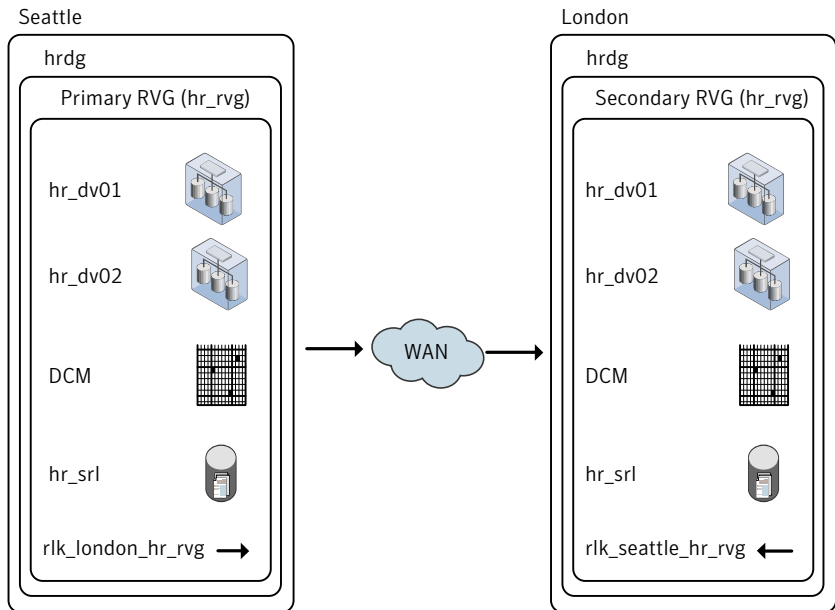 Seattle
hrdg
Primary RVG (hr_rvg)
hr_dv01
hr_dv02
DCM
hr_srl
rlk_london_hr_rvg
WAN
London
hrdg
Secondary RVG (hr_rvg)
hr_dv01
hr_dv02
DCM
hr_srl
rlk_seattle_hr_rvg